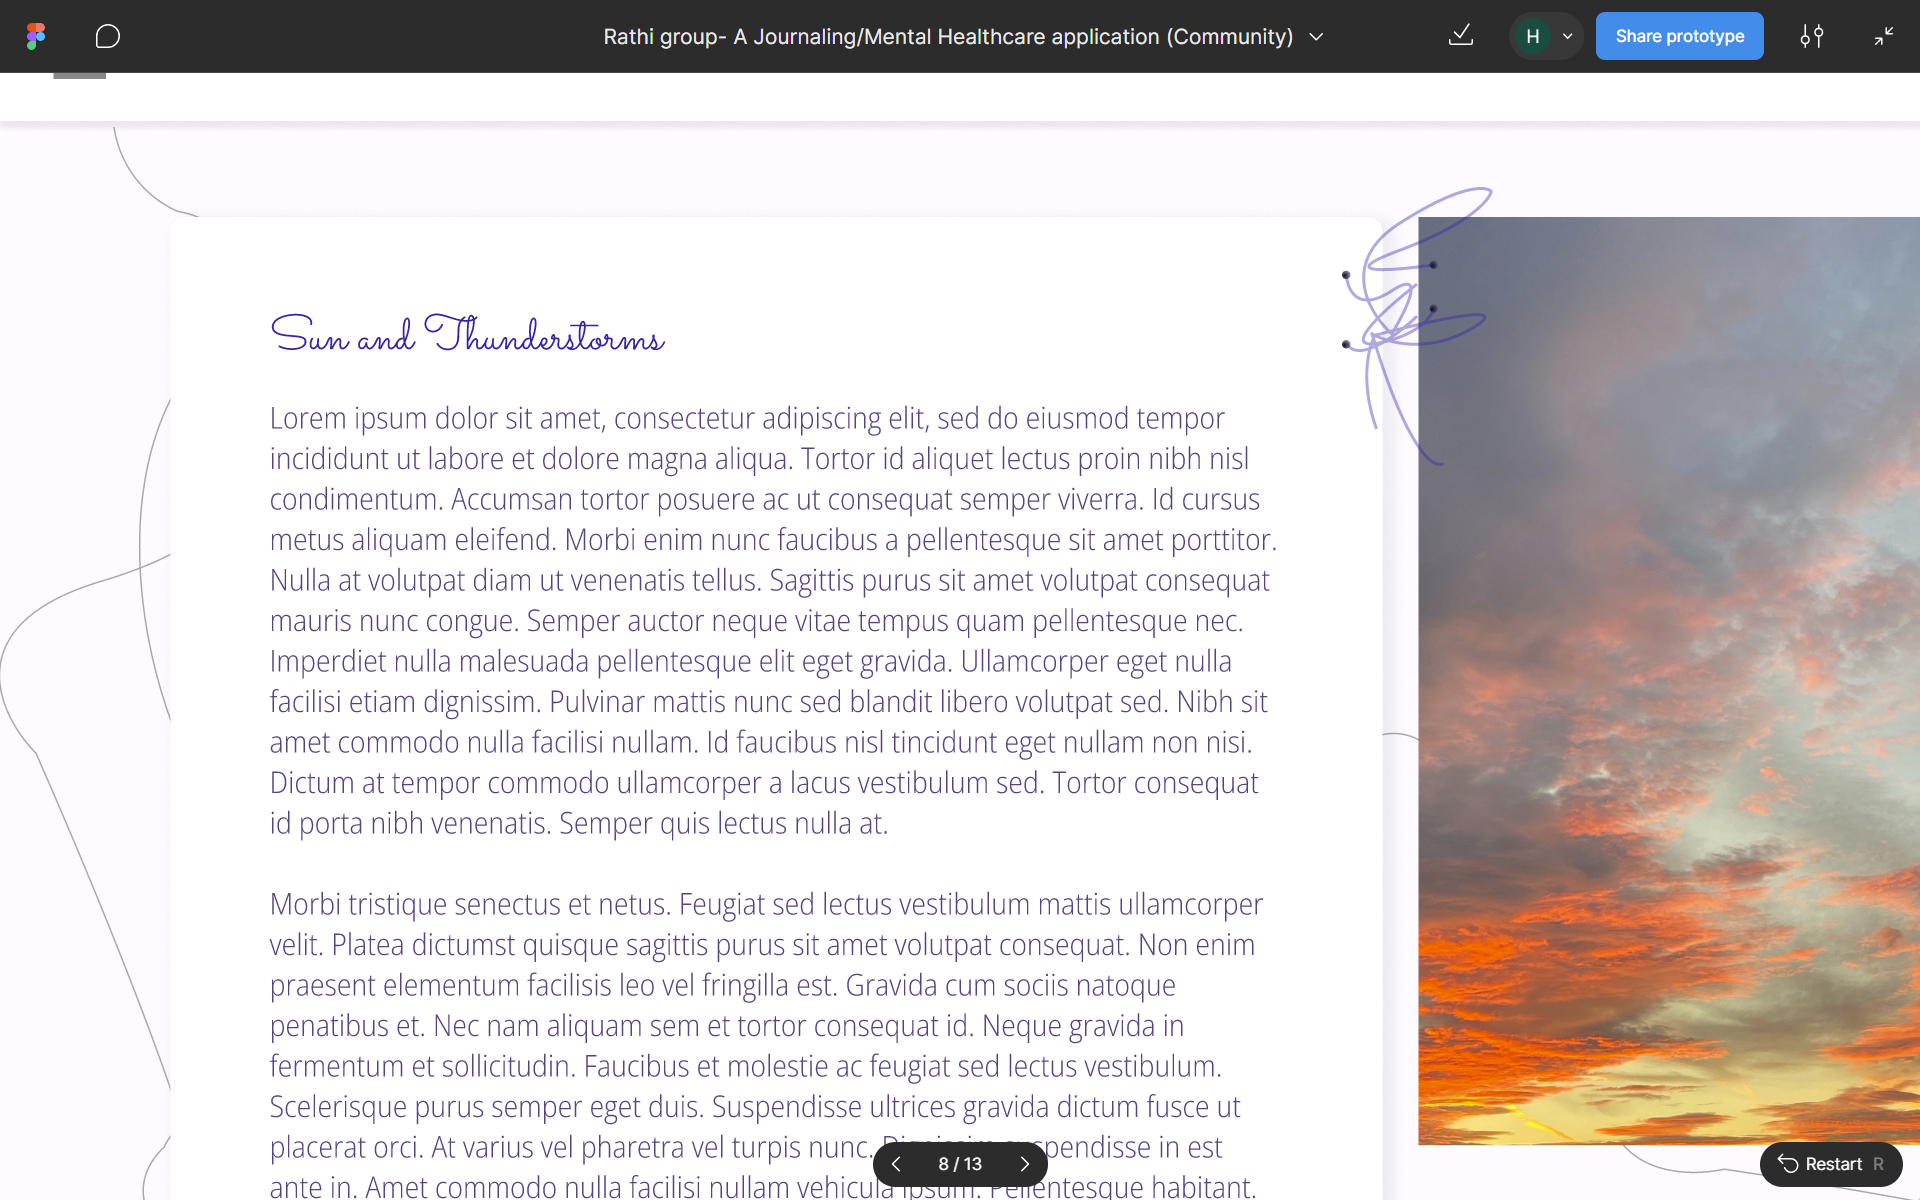 Rathi group- A Journaling/Mental Healthcare application (Community)
H
Share prototype
Sun and Thunderstorms
Lorem ipsum dolor sit amet, consectetur adipiscing elit, sed do eiusmod tempor
incididunt ut labore et dolore magna aliqua. Tortor id aliquet lectus proin nibh nisl
condimentum. Accumsan tortor posuere ac ut consequat semper viverra. Id cursus
metus aliquam eleifend. Morbi enim nunc faucibus a pellentesque sit amet porttitor.
Nulla at volutpat diam ut venenatis tellus. Sagittis purus sit amet volutpat consequat
mauris nunc congue. Semper auctor neque vitae tempus quam pellentesque nec.
Imperdiet nulla malesuada pellentesque elit eget gravida. Ullamcorper eget nulla
facilisi etiam dignissim. Pulvinar mattis nunc sed blandit libero volutpat sed. Nibh sit
amet commodo nulla facilisi nullam. Id faucibus nisl tincidunt eget nullam non nisi.
Dictum at tempor commodo ullamcorper a lacus vestibulum sed. Tortor consequat
id porta nibh venenatis. Semper quis lectus nulla at.
Morbi tristique senectus et netus. Feugiat sed lectus vestibulum mattis ullamcorper
velit. Platea dictumst quisque sagittis purus sit amet volutpat consequat. Non enim
praesent elementum facilisis leo vel fringilla est. Gravida cum sociis natoque
penatibus et. Nec nam aliquam sem et tortor consequat id. Neque gravida in
fermentum et sollicitudin. Faucibus et molestie ac feugiat sed lectus vestibulum.
Scelerisque purus semper eget duis. Suspendisse ultrices gravida dictum fusce ut
placerat orci. At varius vel pharetra vel turpis nunc. in est
ante in. Amet commodo nulla facilisi nullam vehicula habitant.
8 / 13
Restart R